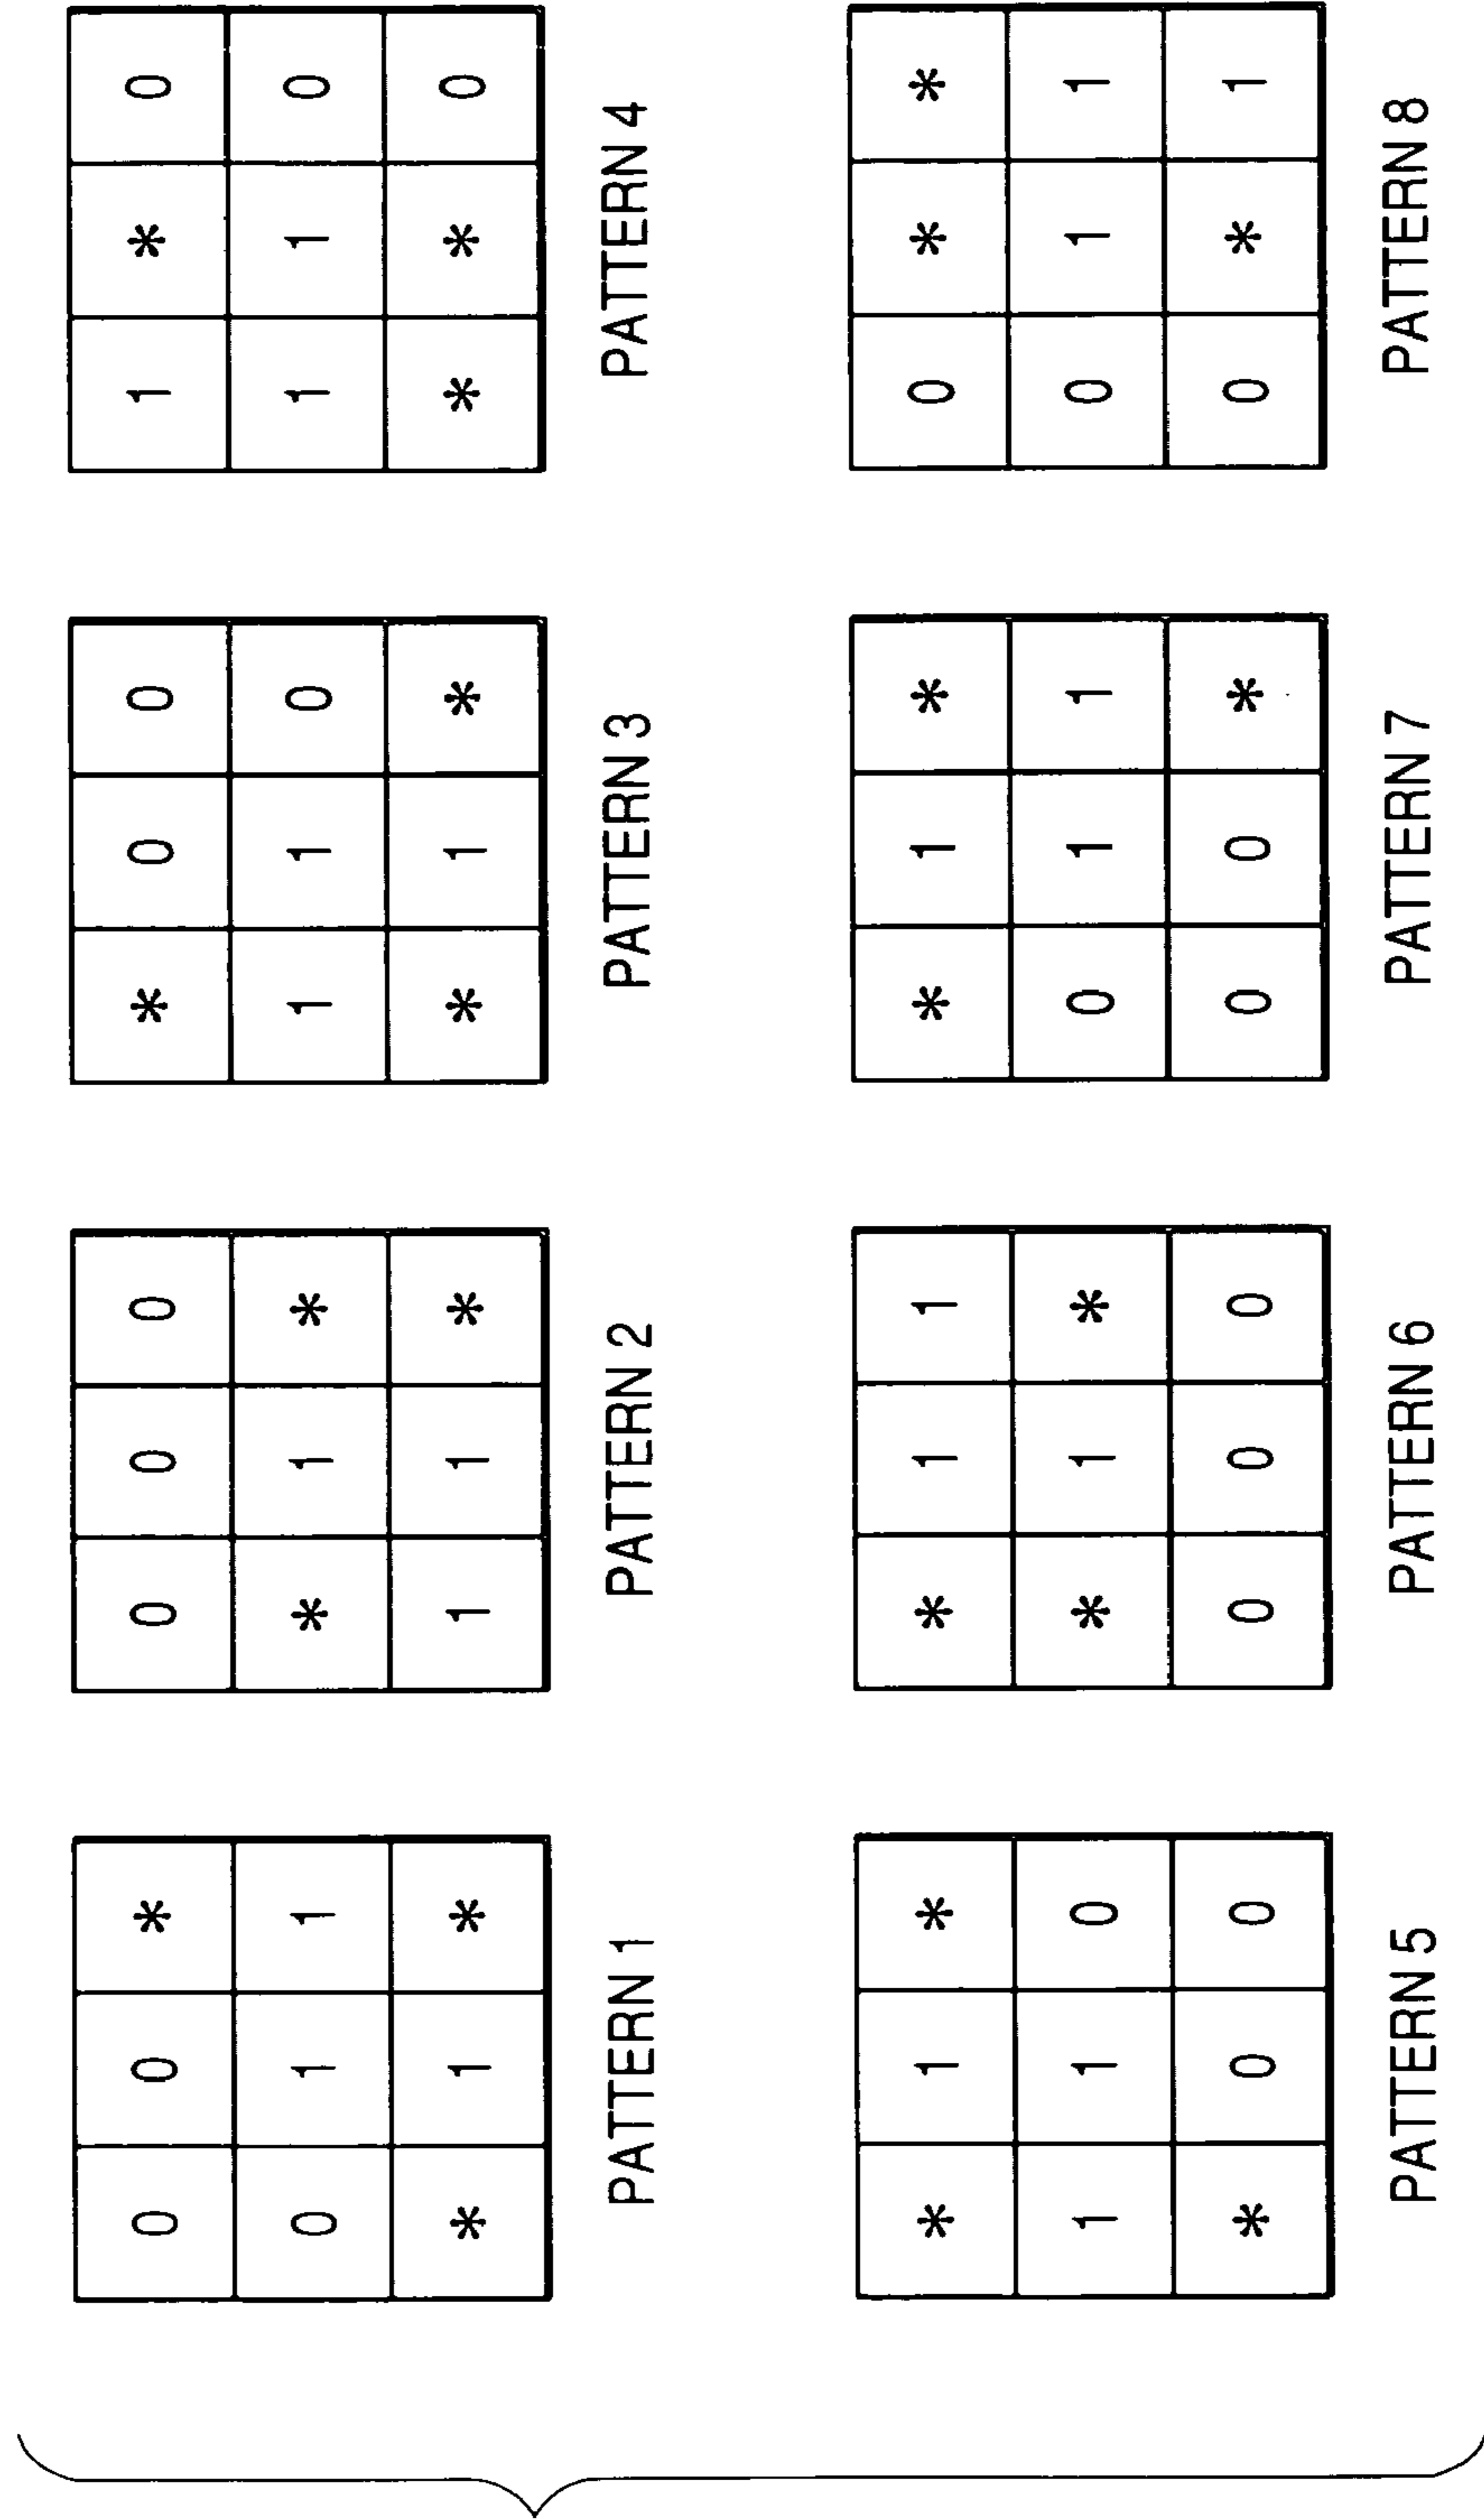 0 0 * 0 0 0 * 0 0 1 * 0
0 1 1 * 1 * 1 1 0 1 1 0
* 1 * 1 1 * * 1 * * * 0
PATTERN 1 PATTERN 2 PATTERN 3 PATTERN 4
* 1 * * 1 1 * 1 * 0 * *
1 1 0 * 1 * 0 1 1 0 1 1
* 0 0 0 0 0 0 0 * 0 * 1
PATTERN 5 PATTERN 6 PATTERN 7 PATTERN 8